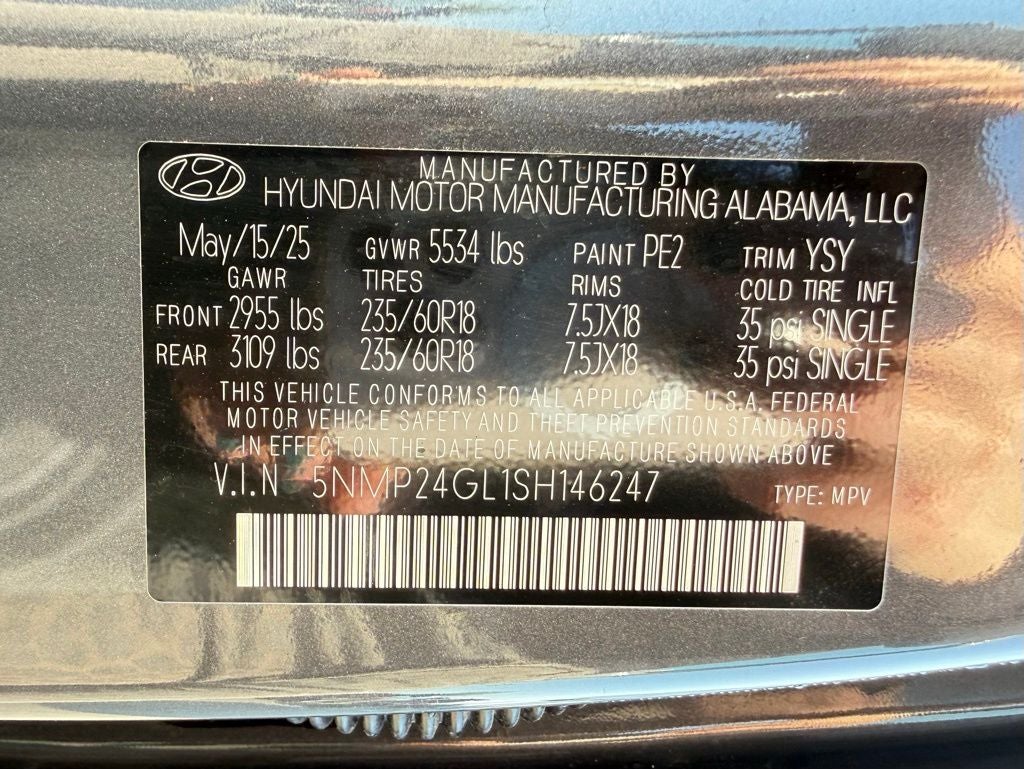 MANUFACTURED BY
HYUNDAI MOTOR MANUFACTURING ALABAMA, LLC
May/15/25 GVWR 5534 lbs PAINT PE2 TRIM YSY
GAWR TIRES RIMS COLD TIRE INFL
FRONT 2955 lbs 235/60R18 7.5JX18 35 psi SINGLE
REAR 3109 lbs 235/60R18 7.5JX18 35 psi SINGLE
THIS VEHICLE CONFORMS TO ALL APPLICABLE U.S.A. FEDERAL
MOTOR VEHICLE SAFETY AND THEFT PREVENTION STANDARDS
IN EFFECT ON THE DATE OF MANUFACTURE SHOWN ABOVE
V.I.N 5NMP24GL1SH146247 TYPE: MPV